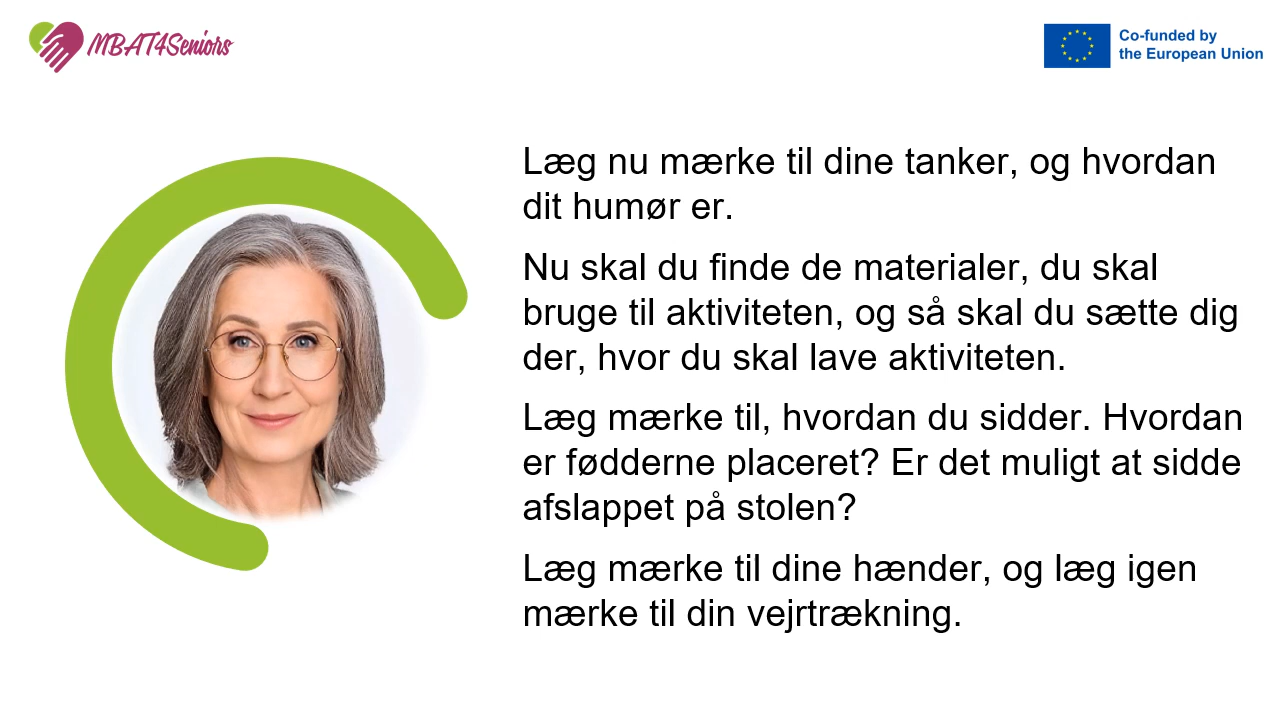 MBAT4Seniors
Co-funded by
the European Union
Læg nu mærke til dine tanker, og hvordan
dit humør er.
Nu skal du finde de materialer, du skal
bruge til aktiviteten, og så skal du sætte dig
der, hvor du skal lave aktiviteten.
Læg mærke til, hvordan du sidder. Hvordan
er fødderne placeret? Er det muligt at sidde
afslappet på stolen?
Læg mærke til dine hænder, og læg igen
mærke til din vejrtrækning.